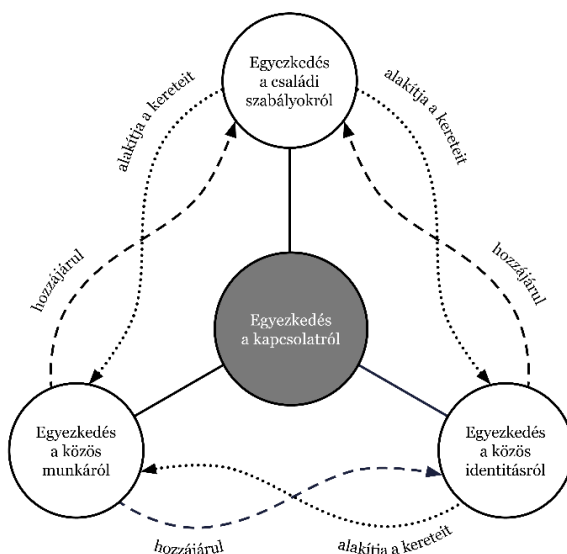 Egyezkedés
a családi
szabályokról
alakítja a kereteit
alakítja a kereteit
hozzájárul
hozzájárul
Egyezkedés
a kapcsolatról
Egyezkedés
a közös
munkáról
Egyezkedés
a közös
identitásról
hozzájárul
alakítja a kereteit